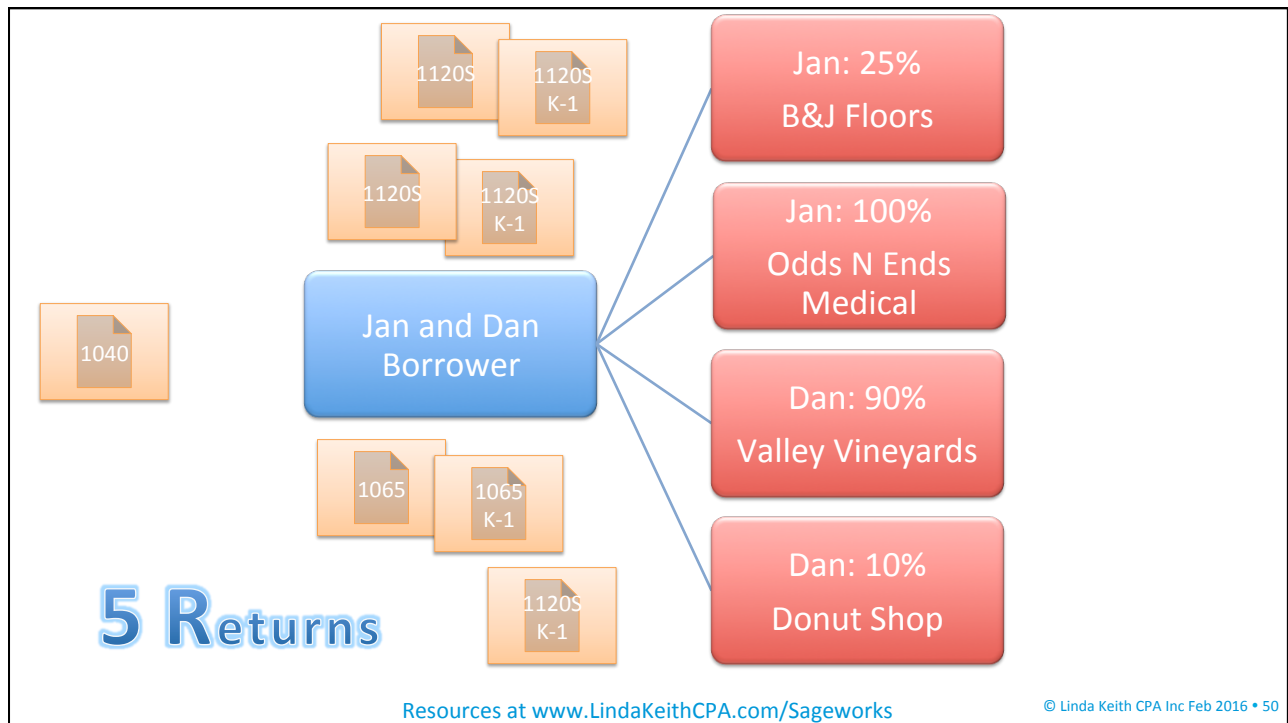 1120S
1120S
K-1
Jan: 25%
B&J Floors
1120S
1120S
K-1
Jan: 100%
Odds N Ends
Medical
1040
Jan and Dan
Borrower
Dan: 90%
Valley Vineyards
1065
1065
K-1
Dan: 10%
Donut Shop
1120S
K-1
5 Returns
Resources at www.LindaKeithCPA.com/Sageworks
© Linda Keith CPA Inc Feb 2016 • 50